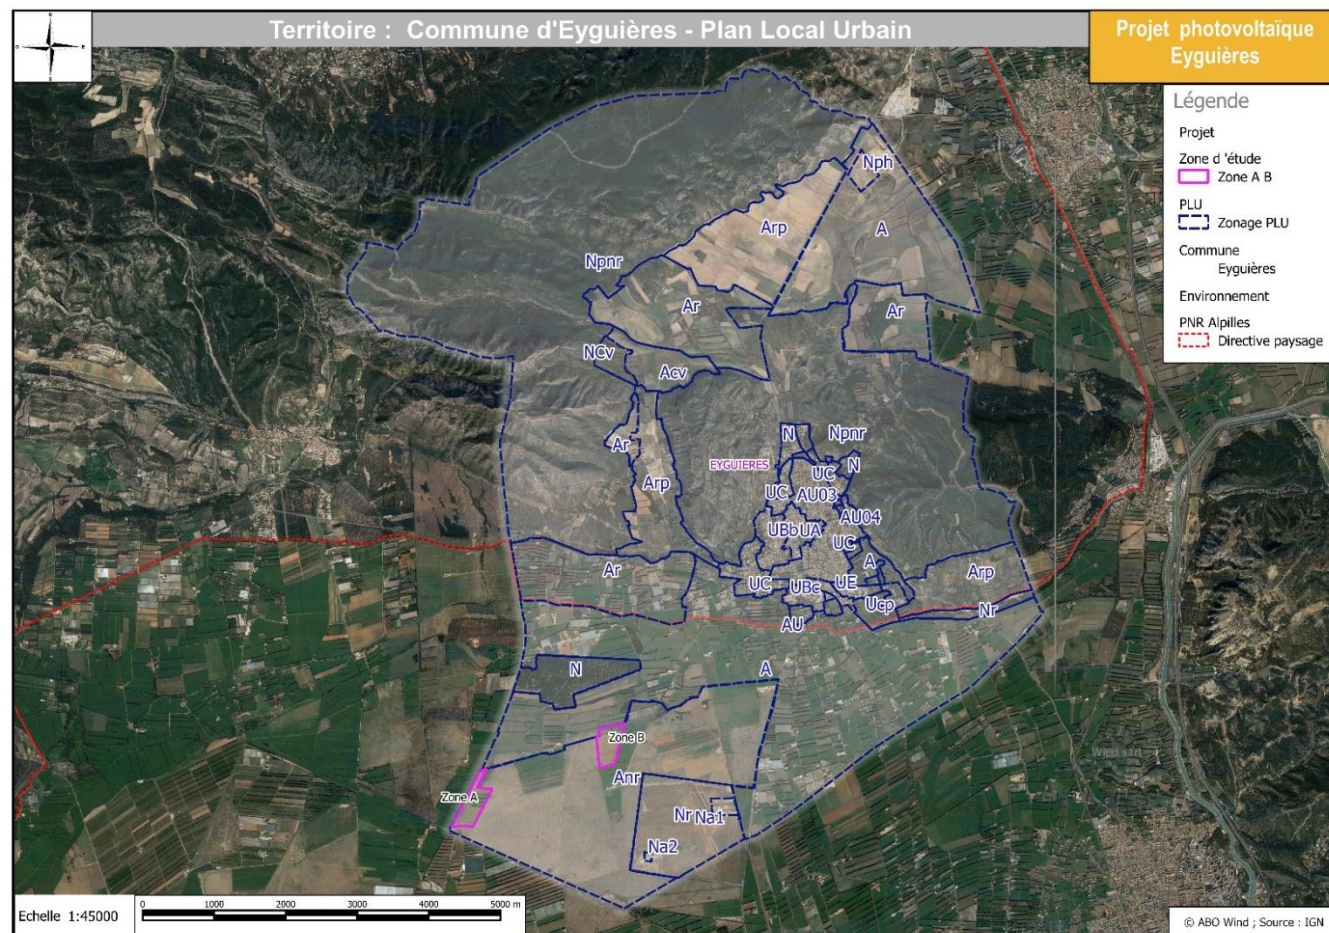 Territoire : Commune d'Eyguières - Plan Local Urbain
Projet photovoltaïque
Eyguières
Légende
Projet
Zone d 'étude
Zone A B
PLU
Zonage PLU
Commune
Eyguières
Environnement
PNR Alpilles
Directive paysage
Nph
Arp
A
Npnr
Ar
Ar
NCv
Acv
N
Npnr
Ar
EYGUIERES
UC
N
Arp
UC
AU03
AU04
UBb
UA
UC
A
Ar
UC
UBc
UE
Arp
Ucp
Nr
AU
N
A
Zone B
Wind sarl
Anr
Zone A
Nr
Na1
Na2
Echelle 1:45000
0 1000 2000 3000 4000 5000 m
© ABO Wind ; Source : IGN